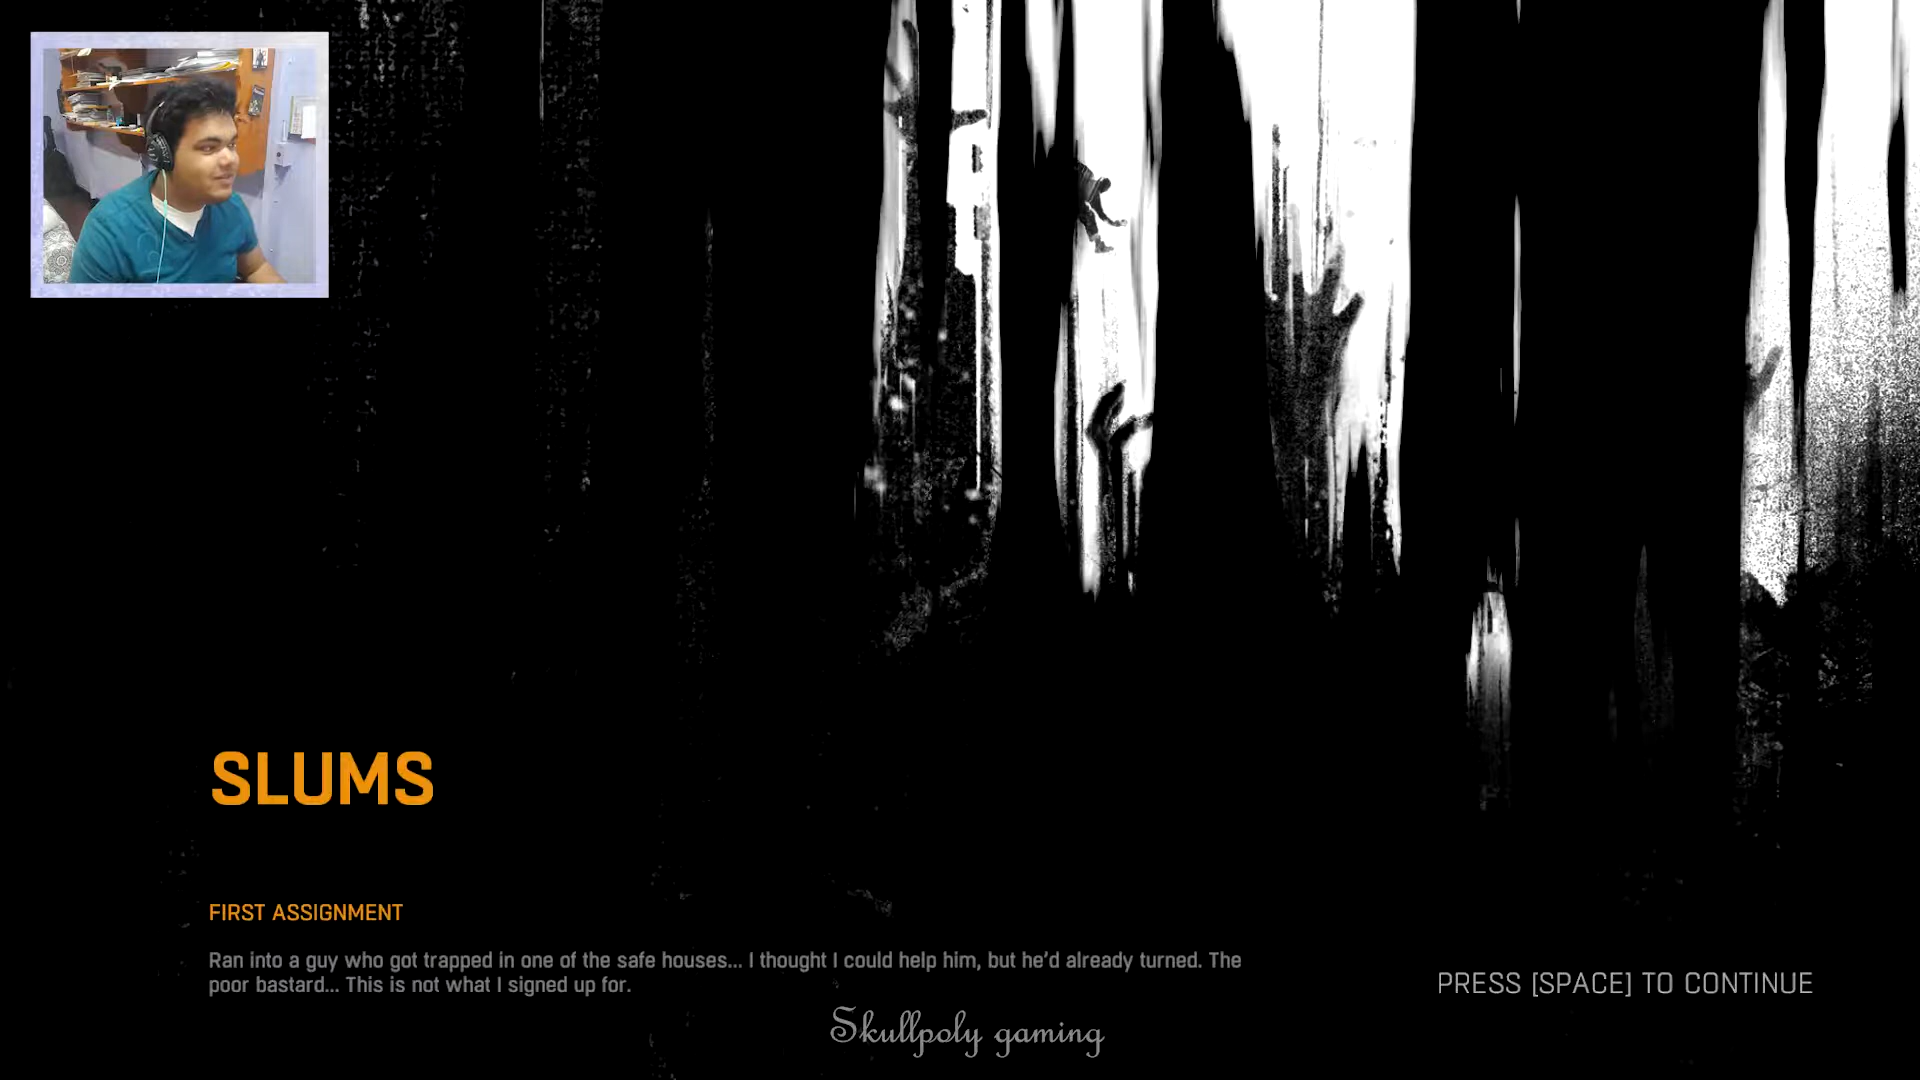 SLUMS
FIRST ASSIGNMENT
Ran into a guy who got trapped in one of the safe houses... I thought I could help him, but he'd already turned. The
poor bastard... This is not what I signed up for.
PRESS [SPACE] TO CONTINUE
Skullpoly gaming